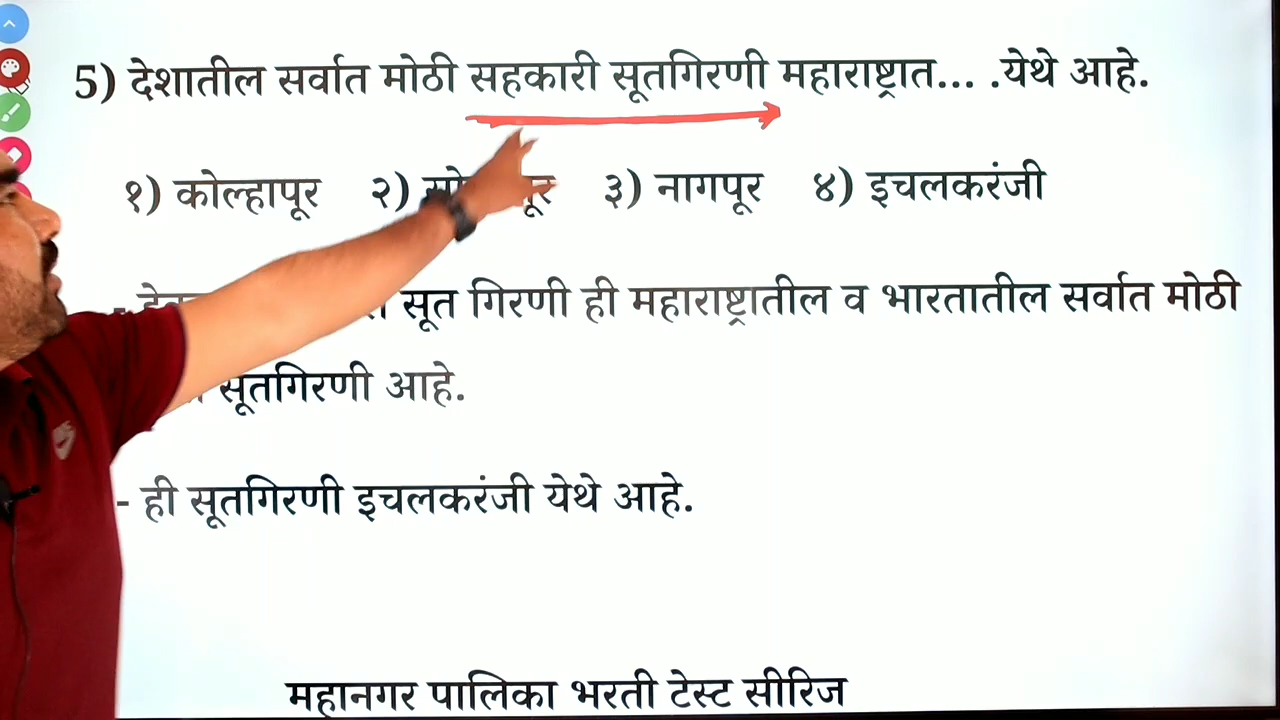 5) देशातील सर्वात मोठी सहकारी सूतगिरणी महाराष्ट्रात... .येथे आहे.
१) कोल्हापूर २) ३) नागपूर ४) इचलकरंजी
- सूत गिरणी ही महाराष्ट्रातील व भारतातील सर्वात मोठी
सूतगिरणी आहे.
- ही सूतगिरणी इचलकरंजी येथे आहे.
महानगर पालिका भरती टेस्ट सीरिज